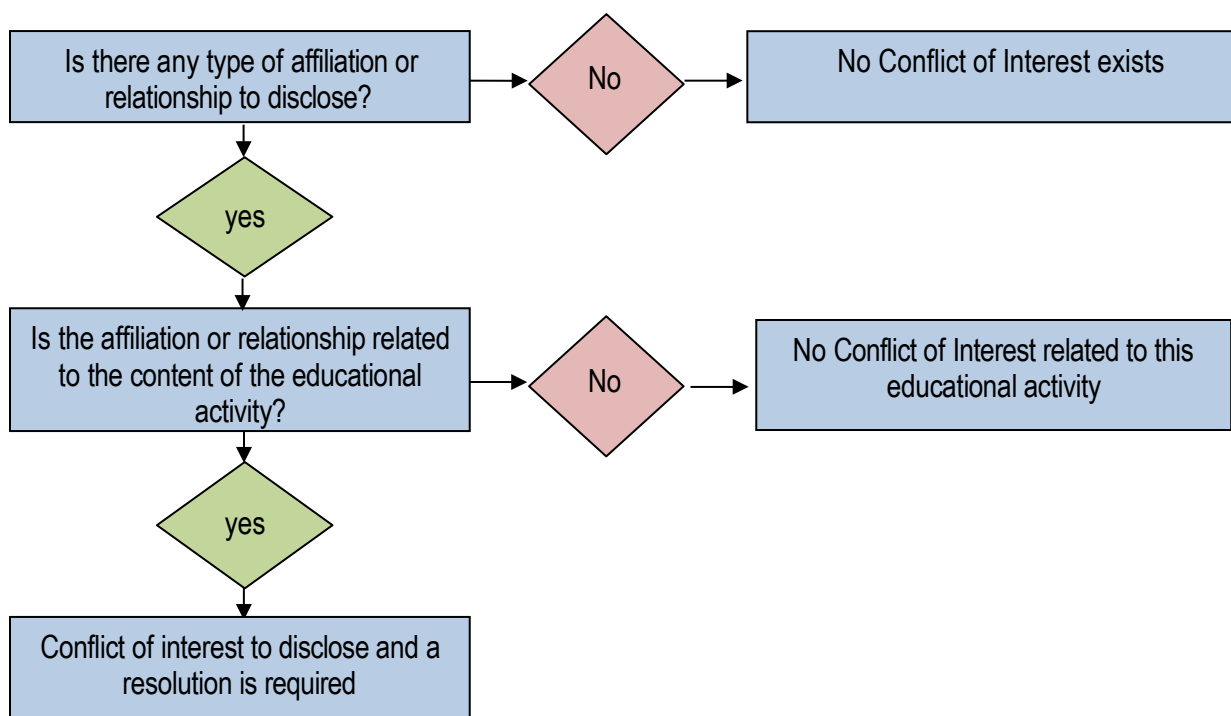 Is there any type of affiliation or
relationship to disclose?
No
No Conflict of Interest exists
yes
Is the affiliation or relationship related
to the content of the educational
activity?
No
No Conflict of Interest related to this
educational activity
yes
Conflict of interest to disclose and a
resolution is required